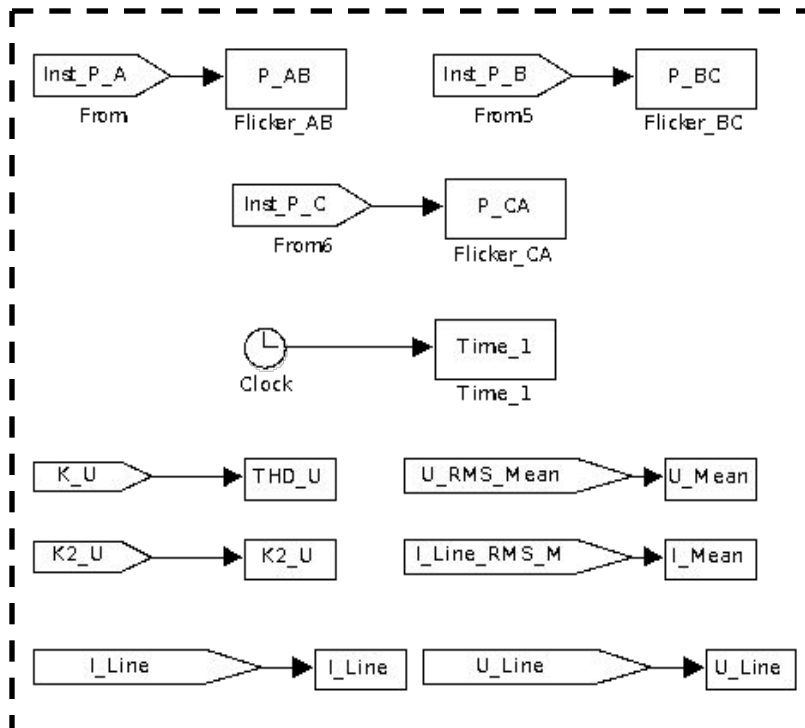 Inst_P_A
P_AB
Inst_P_B
P_BC
From
Flicker_AB
From5
Flicker_BC
Inst_P_C
P_CA
From6
Flicker_CA
Time_1
Clock
Time_1
K_U
THD_U
U_RMS_Mean
U_Mean
K2_U
K2_U
I_Line_RMS_M
I_Mean
I_Line
I_Line
U_Line
U_Line